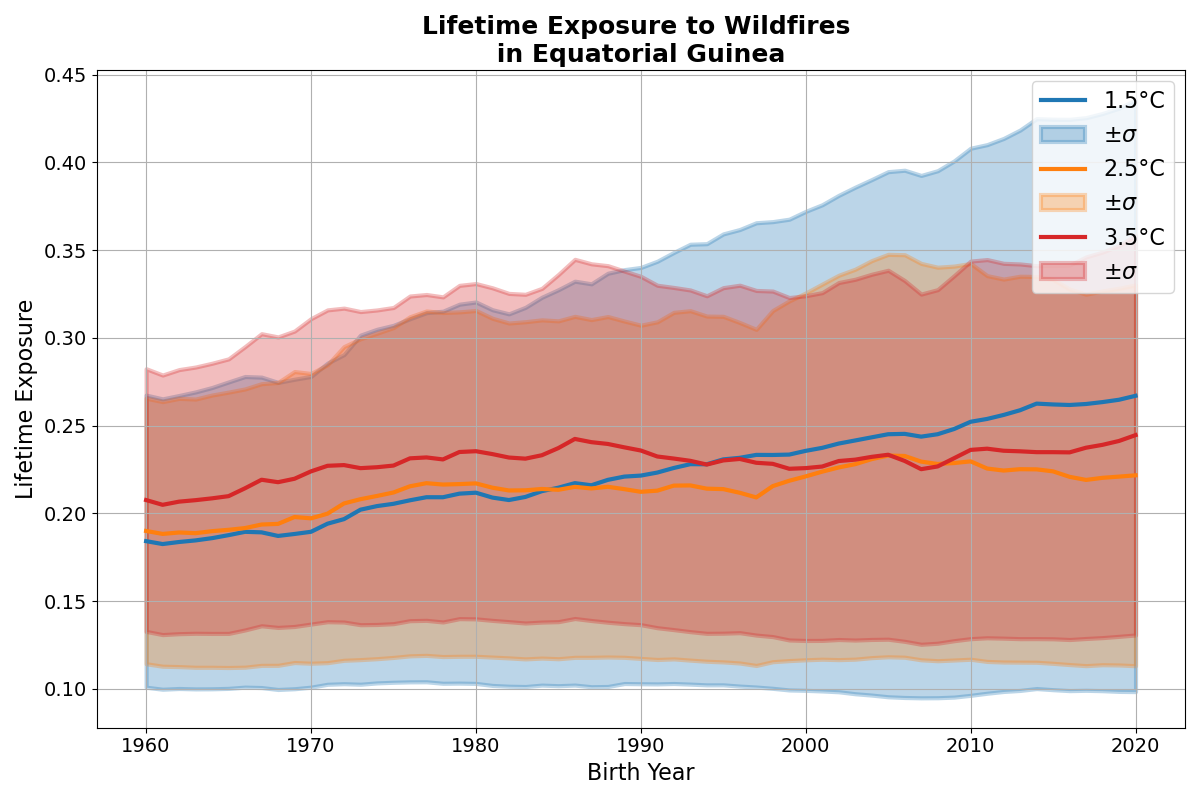 Lifetime Exposure to Wildfires
in Equatorial Guinea
Lifetime Exposure
0.45
0.40
0.35
0.30
0.25
0.20
0.15
0.10
1.5°C
±σ
2.5°C
±σ
3.5°C
±σ
1960 1970 1980 1990 2000 2010 2020
Birth Year